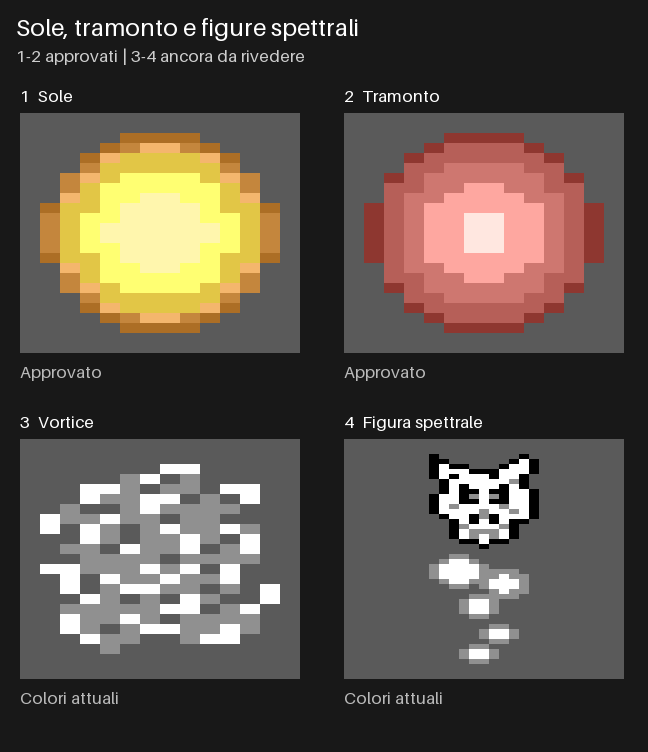 Sole, tramonto e figure spettrali
1-2 approvati | 3-4 ancora da rivedere
1 Sole
2 Tramonto
Approvato
Approvato
3 Vortice
4 Figura spettrale
Colori attuali
Colori attuali